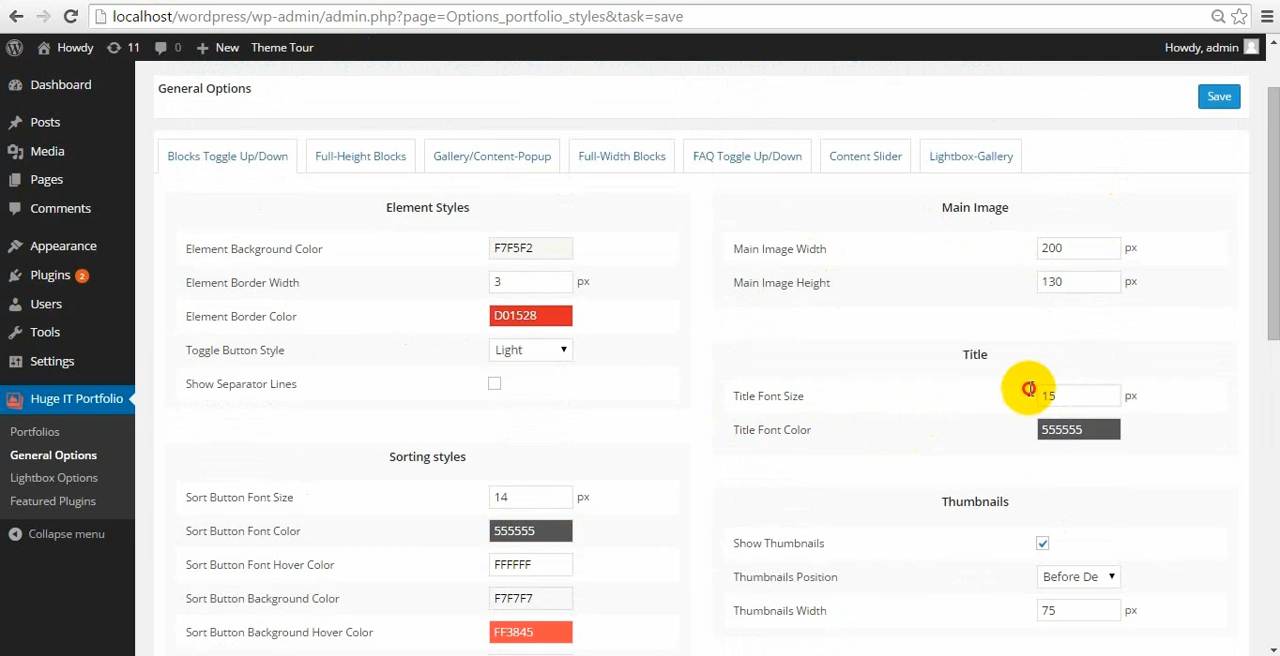 localhost/wordpress/wp-admin/admin.php?page=Options_portfolio_styles&task=save
Howdy 11 0 New Theme Tour Howdy, admin
Dashboard
Posts
Media
Pages
Comments
Appearance
Plugins 2
Users
Tools
Settings
Huge IT Portfolio
Portfolios
General Options
Lightbox Options
Featured Plugins
Collapse menu
General Options
Save
Blocks Toggle Up/Down Full-Height Blocks Gallery/Content-Popup Full-Width Blocks FAQ Toggle Up/Down Content Slider Lightbox-Gallery
Element Styles
Element Background Color F7F5F2
Element Border Width 3 px
Element Border Color D01528
Toggle Button Style Light
Show Separator Lines
Sorting styles
Sort Button Font Size 14 px
Sort Button Font Color 555555
Sort Button Font Hover Color FFFFFF
Sort Button Background Color F7F7F7
Sort Button Background Hover Color FF3845
Main Image
Main Image Width 200 px
Main Image Height 130 px
Title
Title Font Size 15 px
Title Font Color 555555
Thumbnails
Show Thumbnails
Thumbnails Position Before De
Thumbnails Width 75 px